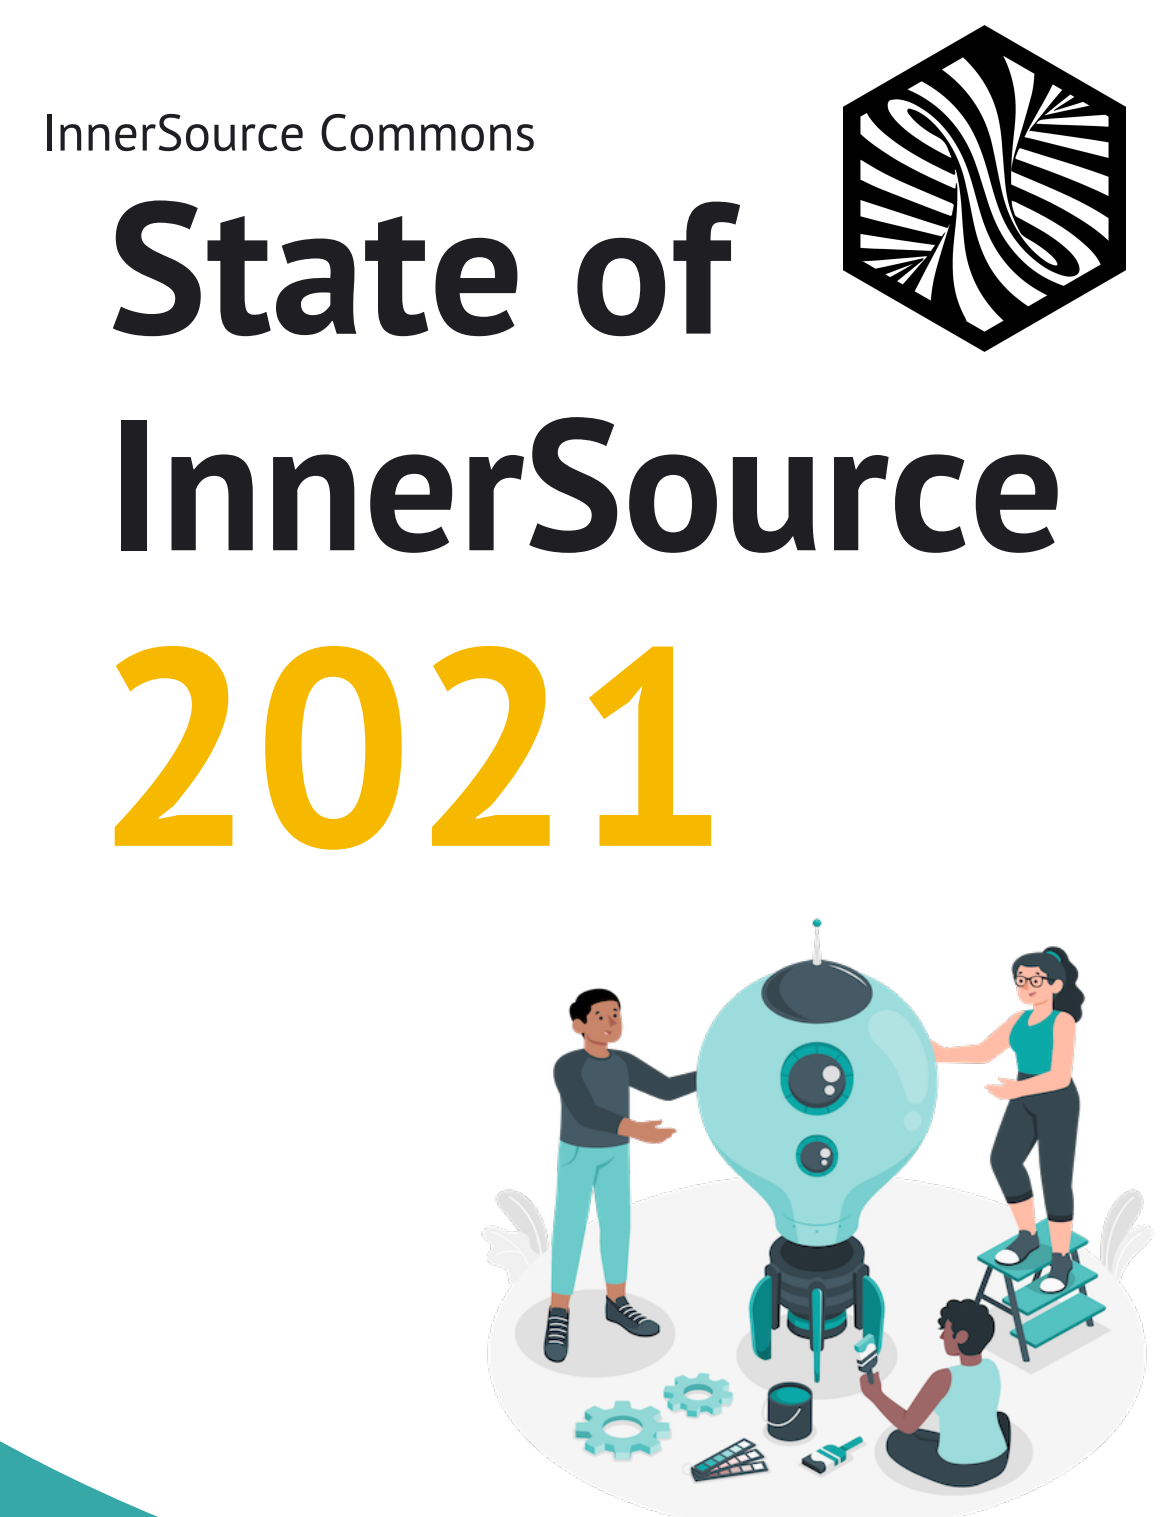 InnerSource Commons
State of
InnerSource
2021